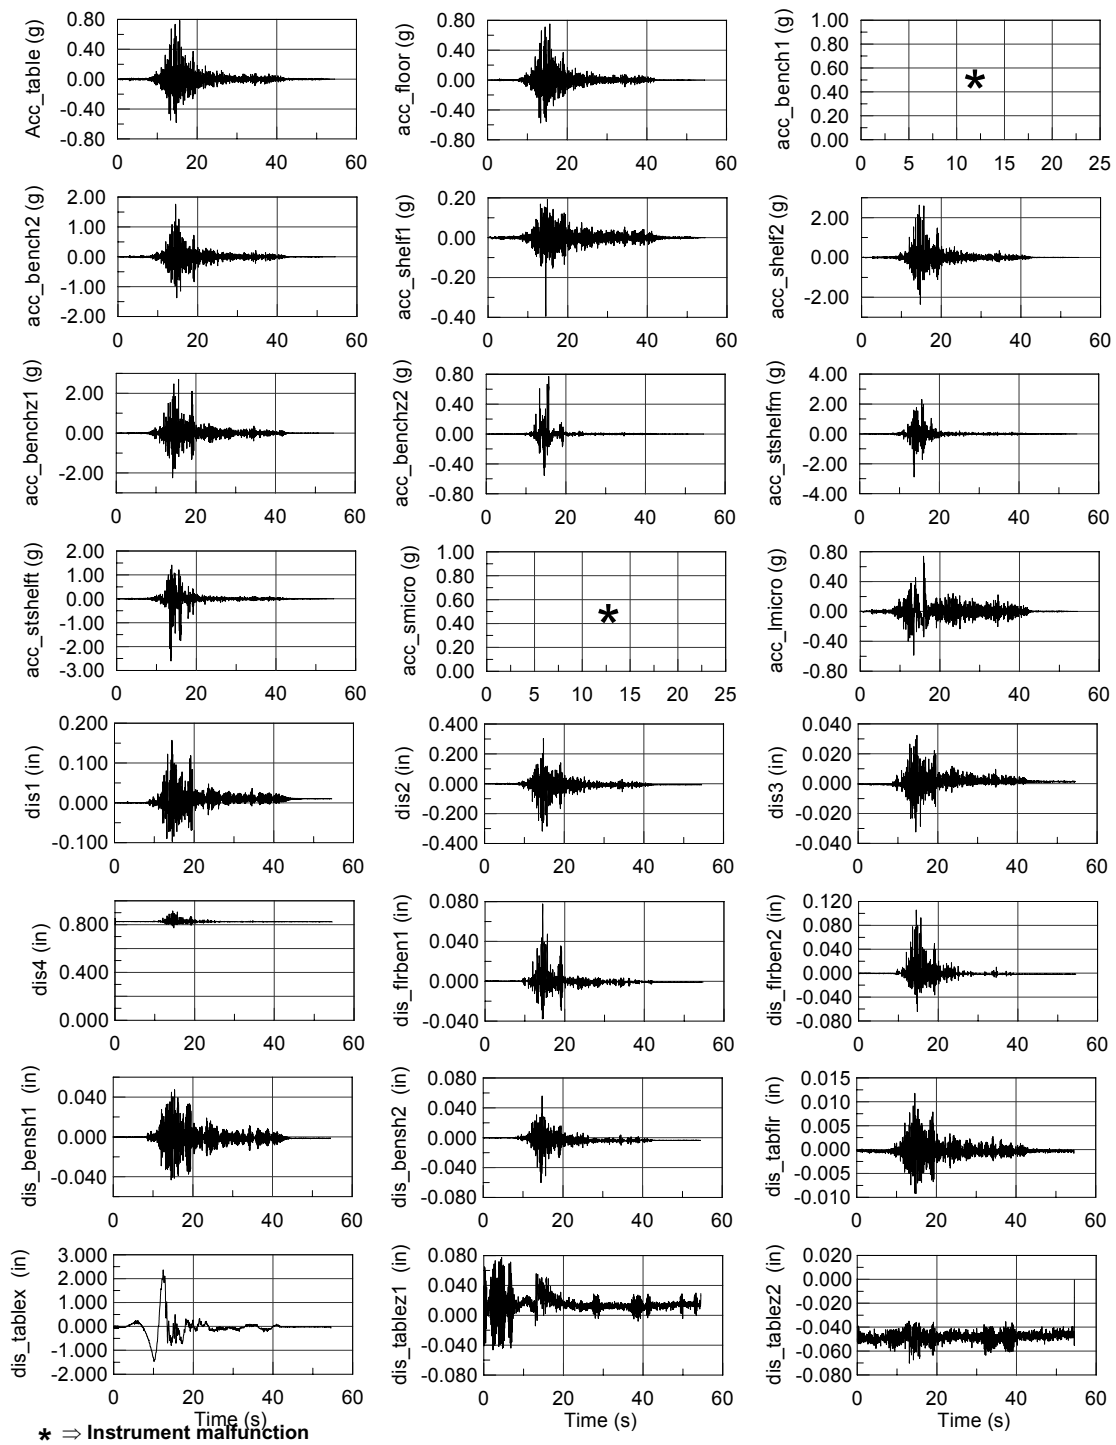 Acc_table (g)
0.80
0.40
0.00
-0.40
-0.80
0 20 40 60
acc_floor (g)
0.80
0.40
0.00
-0.40
-0.80
0 20 40 60
acc_bench1 (g)
1.00
0.80
0.60
0.40
0.20
0.00
*
0 5 10 15 20 25
acc_bench2 (g)
2.00
1.00
0.00
-1.00
-2.00
0 20 40 60
acc_shelf1 (g)
0.20
0.00
-0.20
-0.40
0 20 40 60
acc_shelf2 (g)
2.00
0.00
-2.00
0 20 40 60
acc_benchz1 (g)
2.00
0.00
-2.00
0 20 40 60
acc_benchz2 (g)
0.80
0.40
0.00
-0.40
-0.80
0 20 40 60
acc_stshelfm (g)
4.00
2.00
0.00
-2.00
-4.00
0 20 40 60
acc_stshelft (g)
2.00
1.00
0.00
-1.00
-2.00
-3.00
0 20 40 60
acc_smicro (g)
1.00
0.80
0.60
0.40
0.20
0.00
*
0 5 10 15 20 25
acc_lmicro (g)
0.80
0.40
0.00
-0.40
-0.80
0 20 40 60
dis1 (in)
0.200
0.100
0.000
-0.100
0 20 40 60
dis2 (in)
0.400
0.200
0.000
-0.200
-0.400
0 20 40 60
dis3 (in)
0.040
0.020
0.000
-0.020
-0.040
0 20 40 60
dis4 (in)
0.800
0.400
0.000
0 20 40 60
dis_flrben1 (in)
0.080
0.040
0.000
-0.040
0 20 40 60
dis_flrben2 (in)
0.120
0.080
0.040
0.000
-0.040
-0.080
0 20 40 60
dis_bensh1 (in)
0.040
0.000
-0.040
0 20 40 60
dis_bensh2 (in)
0.080
0.040
0.000
-0.040
-0.080
0 20 40 60
dis_tabflr (in)
0.015
0.010
0.005
0.000
-0.005
-0.010
0 20 40 60
dis_tablex (in)
3.000
2.000
1.000
0.000
-1.000
-2.000
0 20 40 60
Time (s)
dis_tablez1 (in)
0.080
0.040
0.000
-0.040
-0.080
0 20 40 60
Time (s)
dis_tablez2 (in)
0.020
0.000
-0.020
-0.040
-0.060
-0.080
0 20 40 60
Time (s)
* ⇒ Instrument malfunction